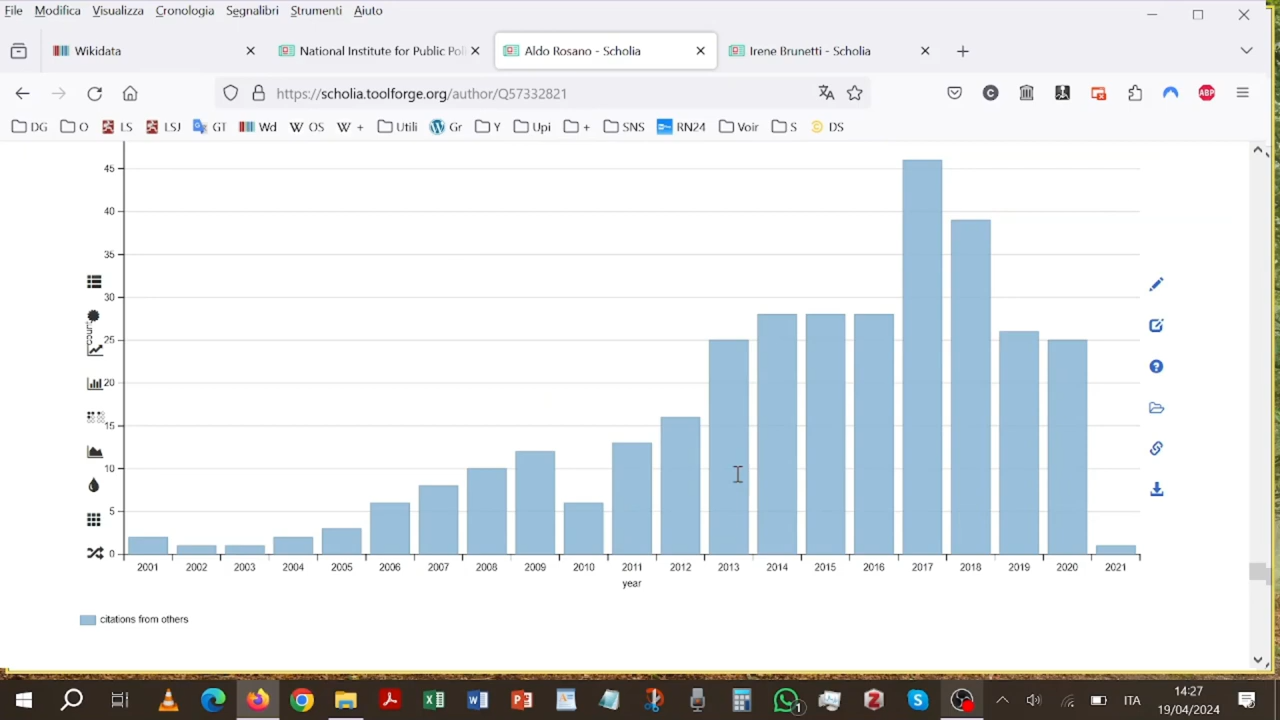 File Modifica Visualizza Cronologia Segnalibri Strumenti Aiuto
Wikidata National Institute for Public Poli Aldo Rosano - Scholia Irene Brunetti - Scholia
https://scholia.toolforge.org/author/Q57332821
C ABP
DG O LS LSJ GT Wd OS W + Utili Gr Y Upi + SNS RN24 Voir S DS
45
40
35
30
25
20
15
10
5
0
count
2001 2002 2003 2004 2005 2006 2007 2008 2009 2010 2011 2012 2013 2014 2015 2016 2017 2018 2019 2020 2021
year
citations from others
1 ITA 14:27
19/04/2024